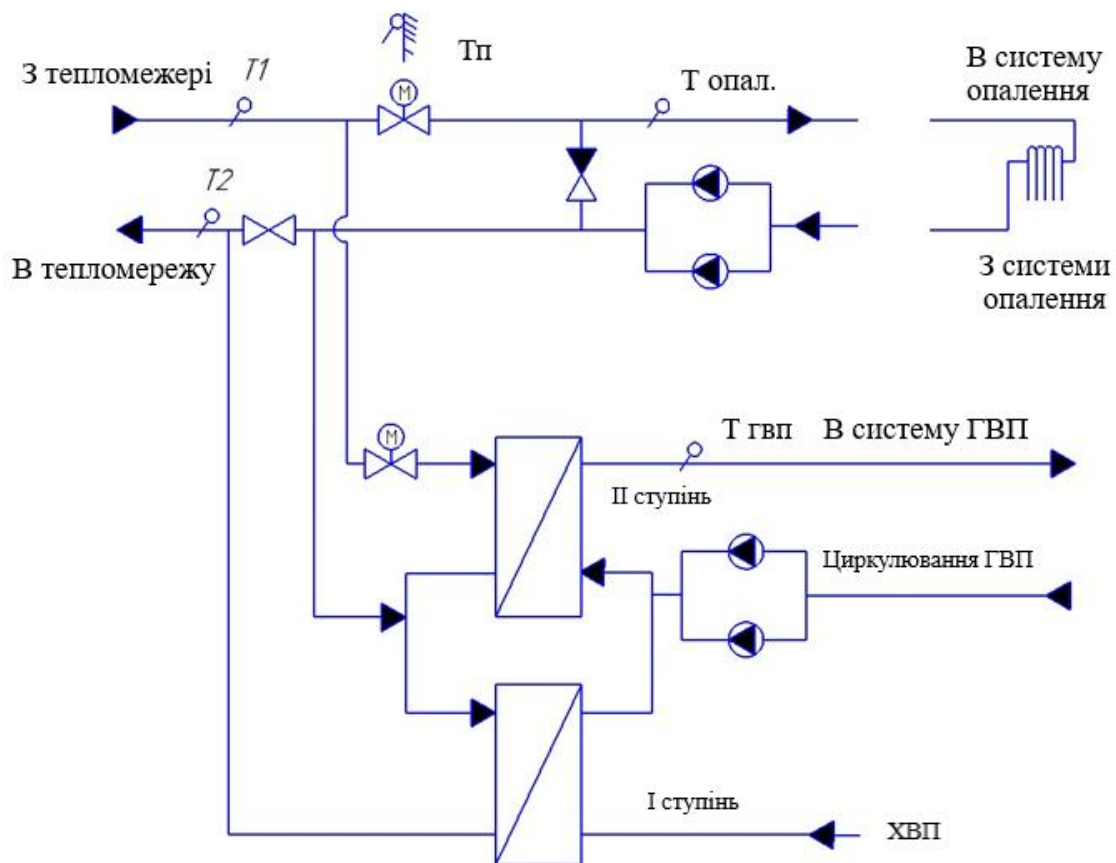 Тп
З тепломежері
T1
Т опал.
В систему
опалення
T2
В тепломережу
З системи
опалення
М
М
Т гвп
В систему ГВП
II ступінь
Циркулювання ГВП
I ступінь
ХВП